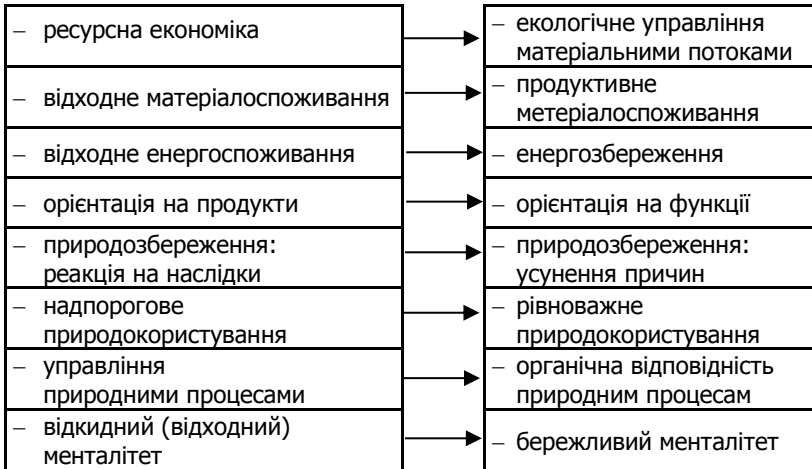 – ресурсна економіка
– екологічне управління
матеріальними потоками
– відходне матеріалоспоживання
– продуктивне
метеріалоспоживання
– відходне енергоспоживання
– енергозбереження
– орієнтація на продукти
– орієнтація на функції
– природозбереження:
реакція на наслідки
– природозбереження:
усунення причин
– надпорогове
природокористування
– рівноважне
природокористування
– управління
природними процесами
– органічна відповідність
природним процесам
– відкидний (відходний)
менталітет
– бережливий менталітет